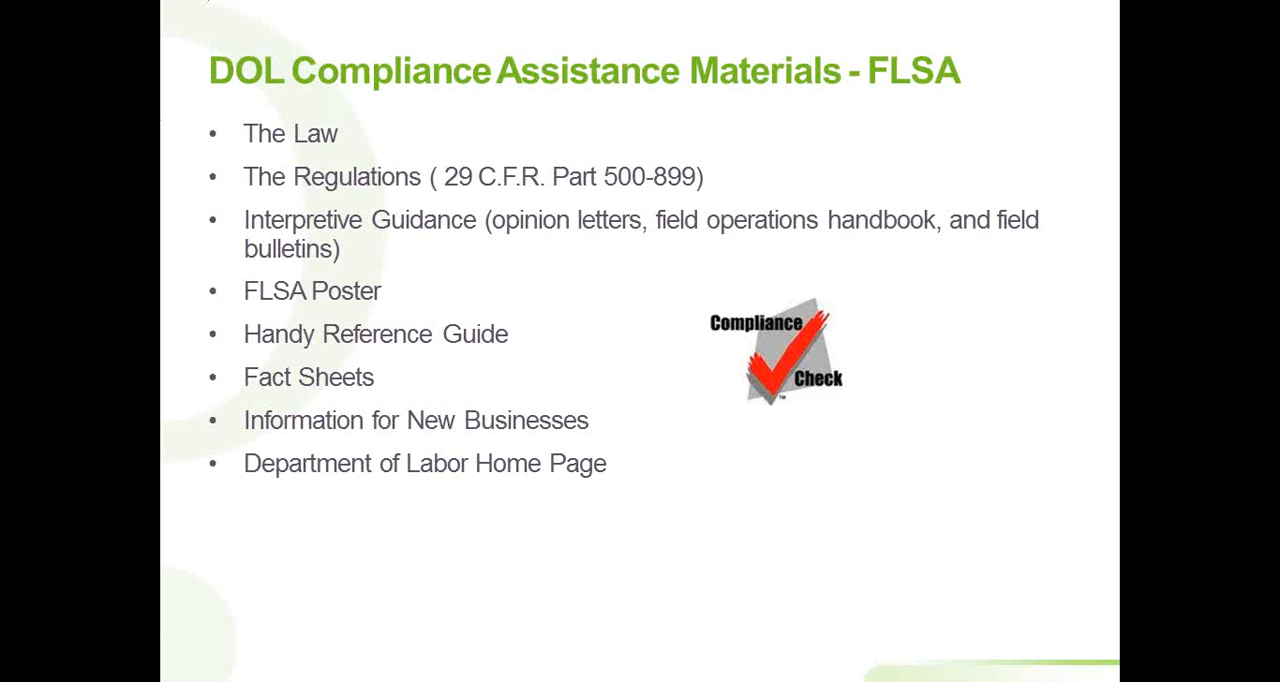 DOL Compliance Assistance Materials - FLSA
• The Law
• The Regulations ( 29 C.F.R. Part 500-899)
• Interpretive Guidance (opinion letters, field operations handbook, and field
bulletins)
• FLSA Poster
• Handy Reference Guide
• Fact Sheets
• Information for New Businesses
• Department of Labor Home Page
Compliance
Check
™